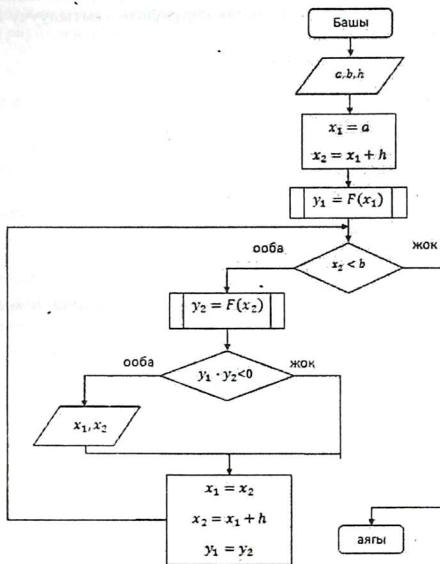 Башы
a,b,h
x₁ = a
x₂ = x₁ + h
y₁ = F(x₁)
ооба
жок
x₂ < b
y₂ = F(x₂)
ооба
жок
y₁ · y₂<0
x₁, x₂
x₁ = x₂
x₂ = x₁ + h
y₁ = y₂
аягы